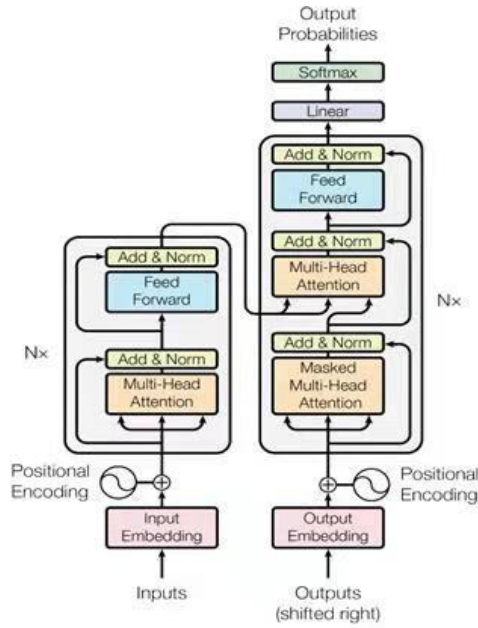 Output
Probabilities
Softmax
Linear
Add & Norm
Feed
Forward
Add & Norm
Multi-Head
Attention
Nx
Add & Norm
Masked
Multi-Head
Attention
Add & Norm
Feed
Forward
Nx
Add & Norm
Multi-Head
Attention
Positional
Encoding
Positional
Encoding
Input
Embedding
Output
Embedding
Inputs
Outputs
(shifted right)